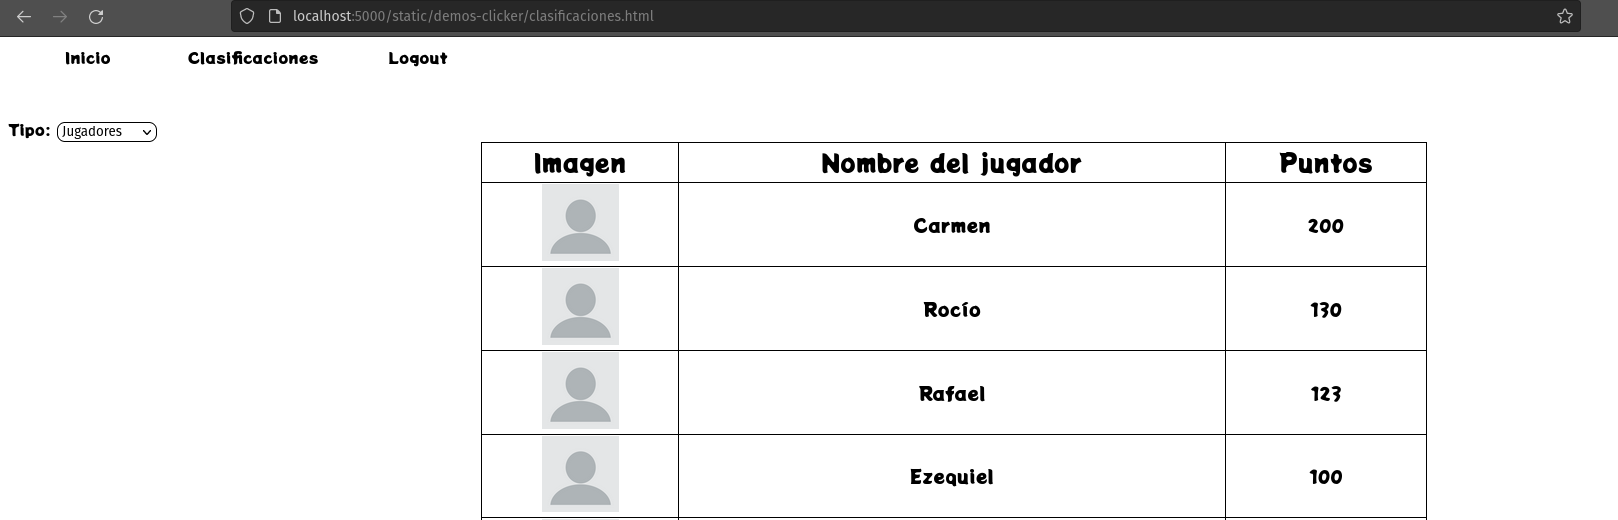 localhost:5000/static/demos-clicker/clasificaciones.html
Inicio Clasificaciones Logout
Tipo: Jugadores
Imagen Nombre del jugador Puntos
Carmen 200
Rocío 130
Rafael 123
Ezequiel 100